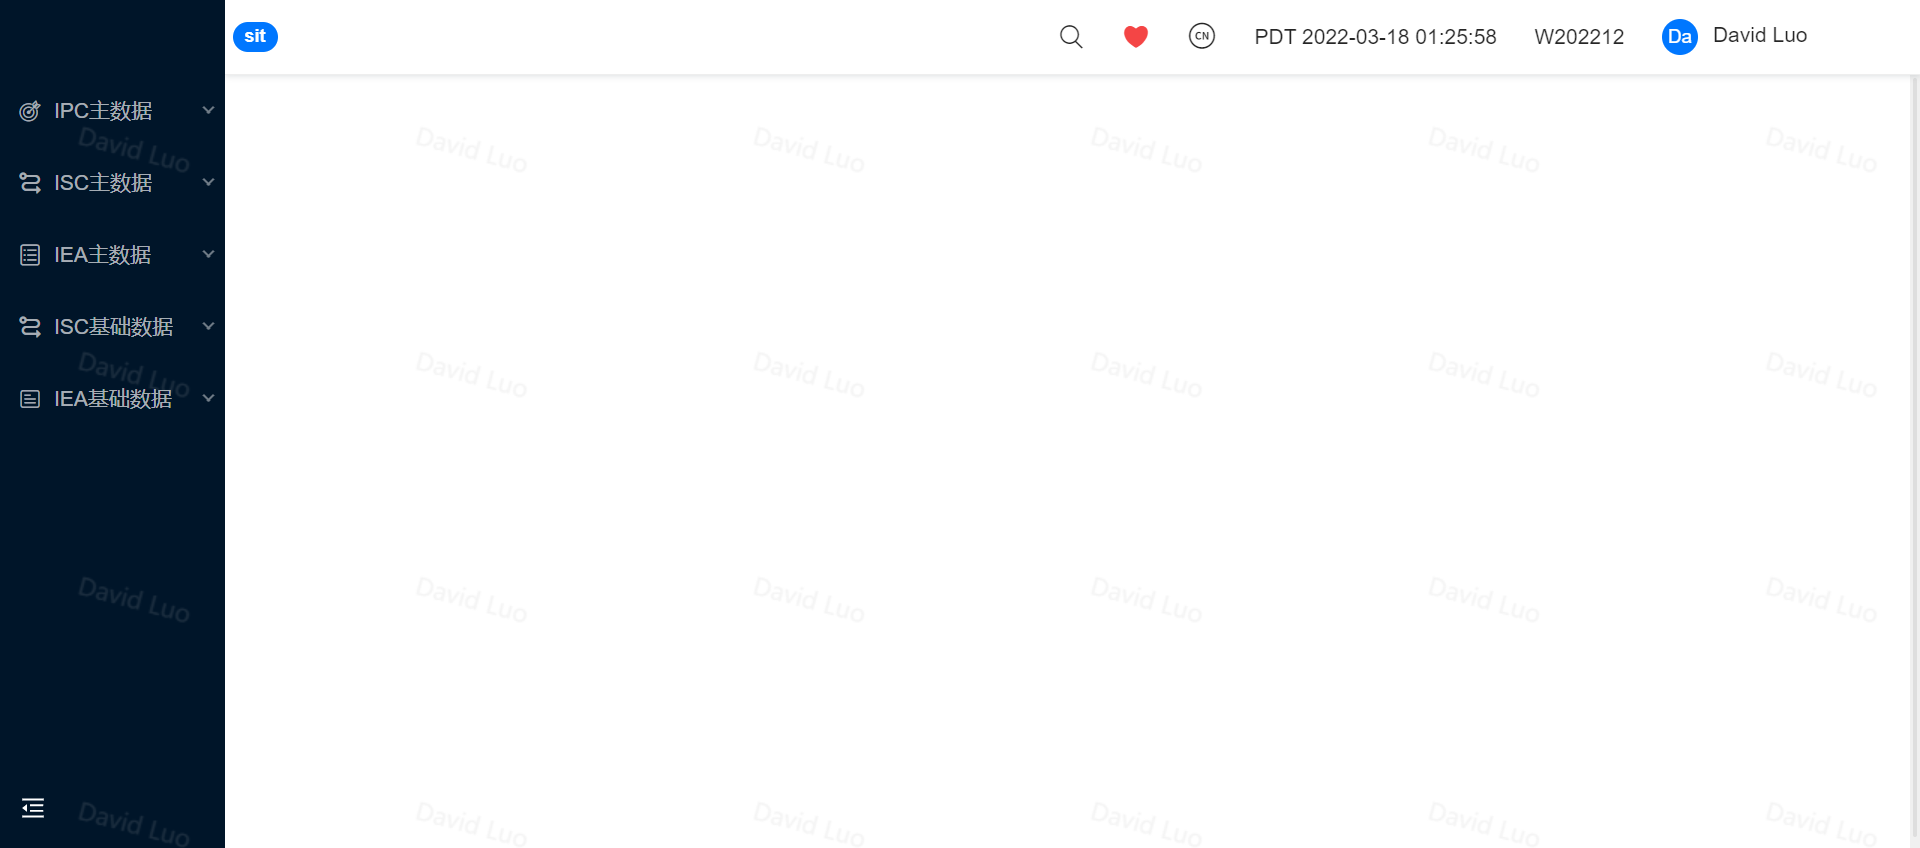 sit
CN
PDT 2022-03-18 01:25:58
W202212
Da
David Luo
IPC主数据
David Luo David Luo David Luo David Luo David Luo David Luo
ISC主数据
IEA主数据
ISC基础数据
David Luo David Luo David Luo David Luo David Luo David Luo
IEA基础数据
David Luo David Luo David Luo David Luo David Luo David Luo
David Luo David Luo David Luo David Luo David Luo David Luo